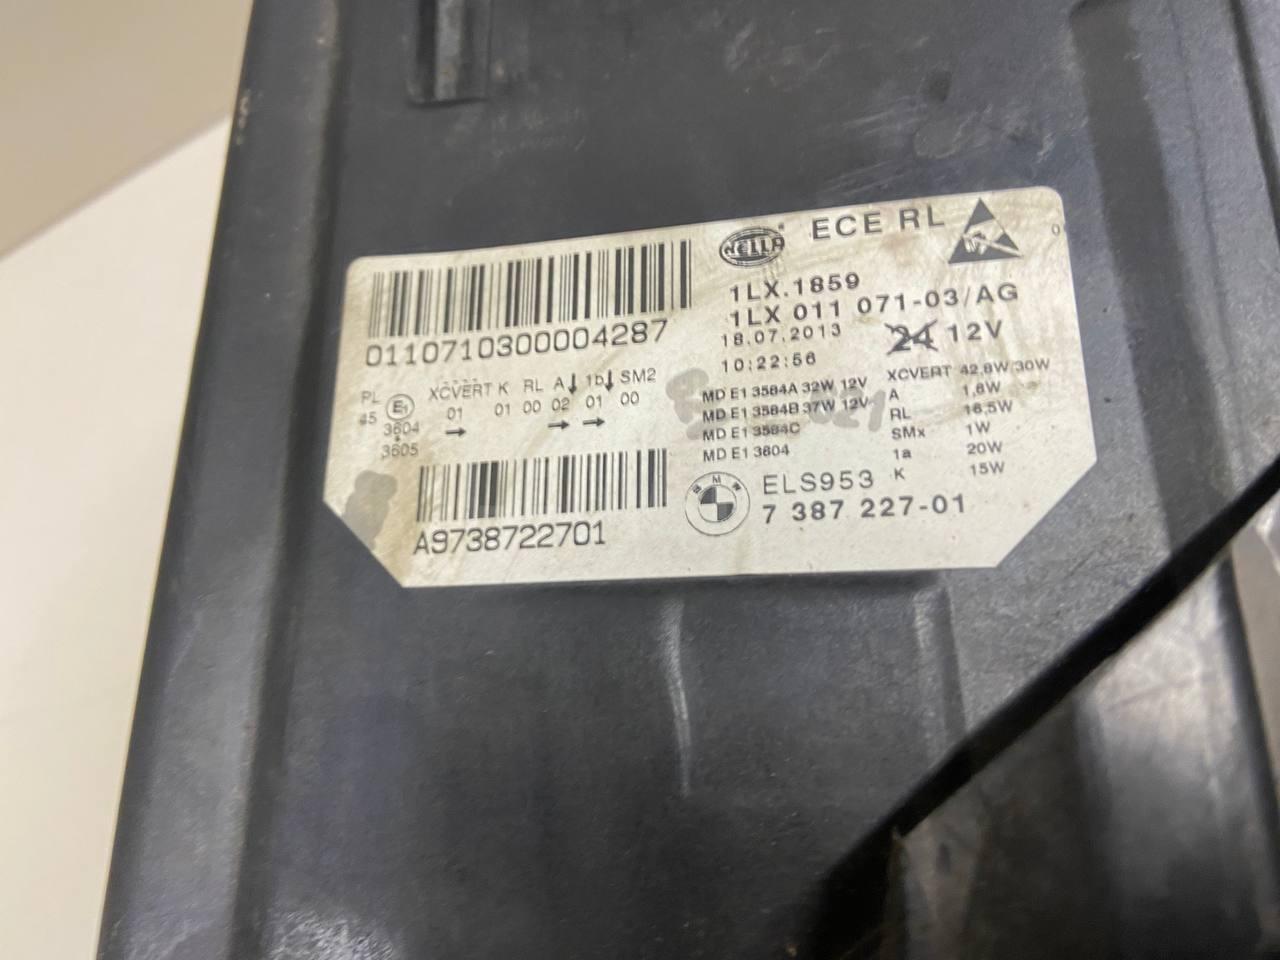 HELLA ECE RL
0110710300004287
1LX.1859
1LX 011 071-03/AG
18.07.2013 24 12V
10:22:56
PL XCVERT K RL A 1b SM2
45 E1 01 01 00 02 01 00
3604
3605
MD E1 3584A 32W 12V
MD E1 3584B 37W 12V
MD E1 3584C
MD E1 3604
XCVERT 42,8W/30W
A 1,6W
RL 16,5W
SMx 1W
1a 20W
K 15W
A9738722701
BMW ELS953
7 387 227-01